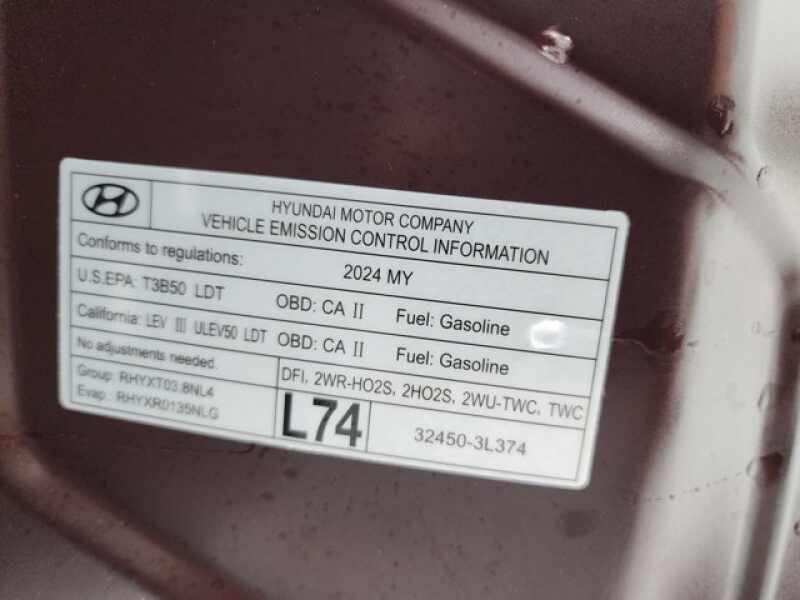 HYUNDAI MOTOR COMPANY
VEHICLE EMISSION CONTROL INFORMATION
Conforms to regulations: 2024 MY
U.S.EPA: T3B50 LDT OBD: CA II Fuel: Gasoline
California: LEV III ULEV50 LDT OBD: CA II Fuel: Gasoline
No adjustments needed. DFI, 2WR-HO2S, 2HO2S, 2WU-TWC, TWC
Group: RHYXT03.8NL4
Evap: RHYXR0135NLG
L74 32450-3L374